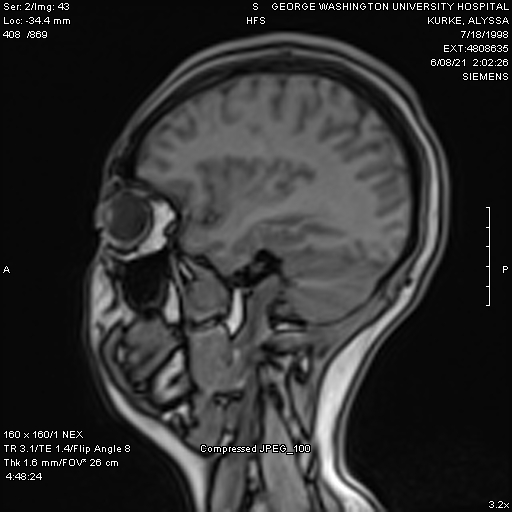 Ser: 2/Img: 43
Loc: -34.4 mm
408 /869
S
HFS
GEORGE WASHINGTON UNIVERSITY HOSPITAL
KURKE, ALYSSA
7/18/1998
EXT:4808635
6/08/21 2:02:26
SIEMENS
A
P
160 x 160/1 NEX
TR 3.1/TE 1.4/Flip Angle 8
Thk 1.6 mm/FOV* 26 cm
4:48:24
Compressed JPEG_100
3.2x